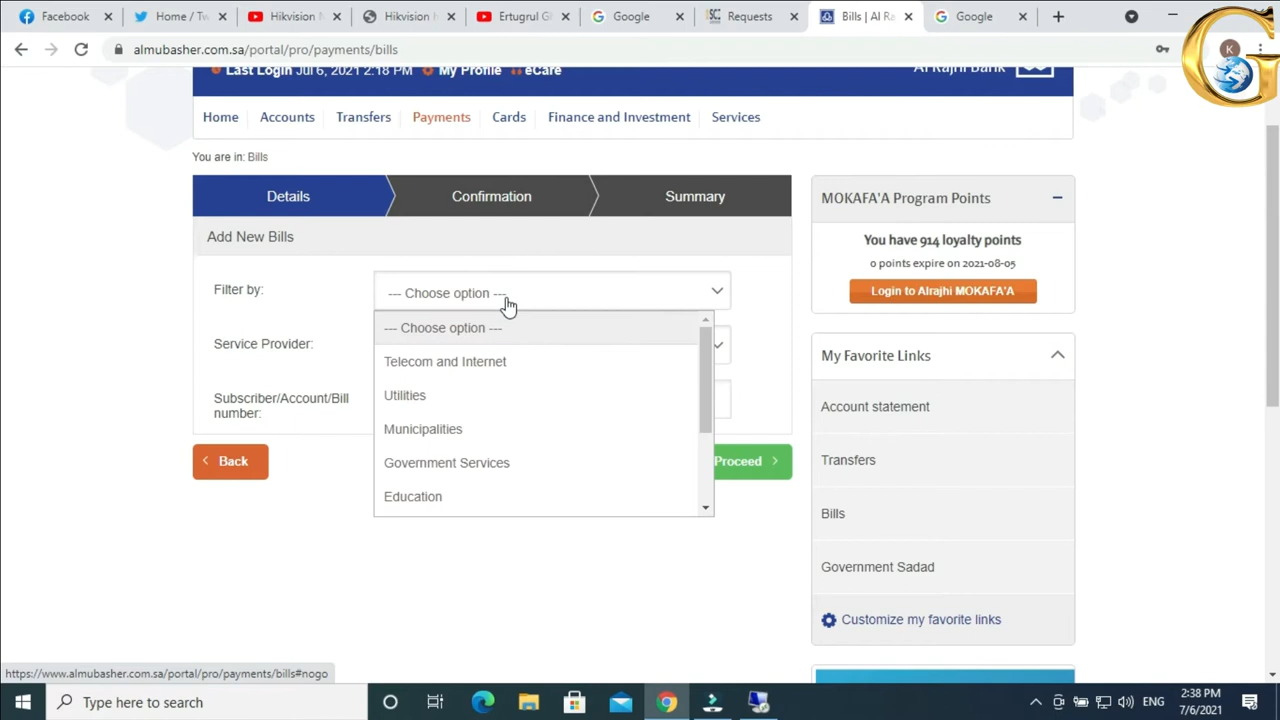 Facebook
Home / Tw
Hikvision M
Hikvision
Ertugrul G
Google
Requests
Bills | Al Ra
Google
almubasher.com.sa/portal/pro/payments/bills
K
G
Last Login Jul 6, 2021 2:18 PM My Profile eCare
Al Rajhi Bank
Home Accounts Transfers Payments Cards Finance and Investment Services
You are in: Bills
Details Confirmation Summary
Add New Bills
Filter by:
--- Choose option ---
--- Choose option ---
Telecom and Internet
Utilities
Municipalities
Government Services
Education
Service Provider:
Subscriber/Account/Bill
number:
Back
Proceed
MOKAFA'A Program Points
You have 914 loyalty points
0 points expire on 2021-08-05
Login to Alrajhi MOKAFA'A
My Favorite Links
Account statement
Transfers
Bills
Government Sadad
Customize my favorite links
https://www.almubasher.com.sa/portal/pro/payments/bills#nogo
Type here to search
ENG
2:38 PM
7/6/2021